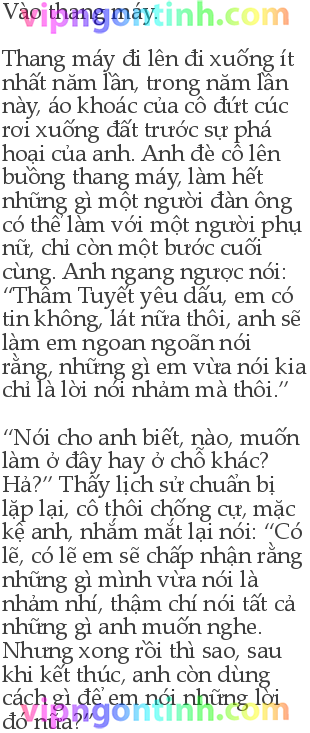 Vào thang máy.
vipngontinh.com
Thang máy đi lên đi xuống ít
nhất năm lần, trong năm lần
này, áo khoác của cô đứt cúc
rơi xuống đất trước sự phá
hoại của anh. Anh đè cô lên
buồng thang máy, làm hết
những gì một người đàn ông
có thể làm với một người phụ
nữ, chỉ còn một bước cuối
cùng. Anh ngang ngược nói:
“Thẩm Tuyết yêu dấu, em có
tin không, lát nữa thôi, anh sẽ
làm em ngoan ngoãn nói
rằng, những gì em vừa nói kia
chỉ là lời nói nhảm mà thôi.”
“Nói cho anh biết, nào, muốn
làm ở đây hay ở chỗ khác?
Hả?” Thấy lịch sử chuẩn bị
lặp lại, cô thôi chống cự, mặc
kệ anh, nhắm mắt lại nói: “Có
lẽ, có lẽ em sẽ chấp nhận rằng
những gì mình vừa nói là
nhảm nhí, thậm chí nói tất cả
những gì anh muốn nghe.
Nhưng xong rồi thì sao, sau
khi kết thúc, anh còn dùng
cách gì để em nói những lời
đó nữa?”
vipngontinh.com